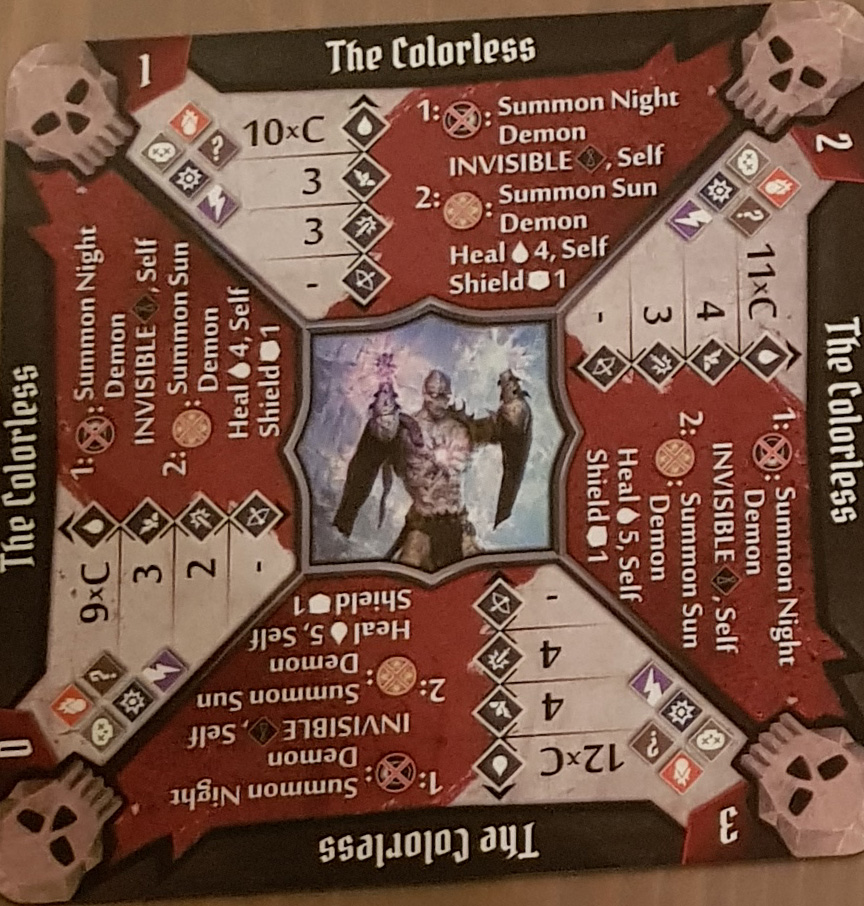 1
The Colorless
10xC
3
3
-
1: : Summon Night
Demon
INVISIBLE , Self
2: : Summon Sun
Demon
Heal 4, Self
Shield 1
2
The Colorless
11xC
4
3
-
1: : Summon Night
Demon
INVISIBLE , Self
2: : Summon Sun
Demon
Heal 5, Self
Shield 1
3
The Colorless
12xC
4
4
-
1: : Summon Night
Demon
INVISIBLE , Self
2: : Summon Sun
Demon
Heal 5, Self
Shield 1
0
The Colorless
9xC
3
2
-
1: : Summon Night
Demon
INVISIBLE , Self
2: : Summon Sun
Demon
Heal 4, Self
Shield 1